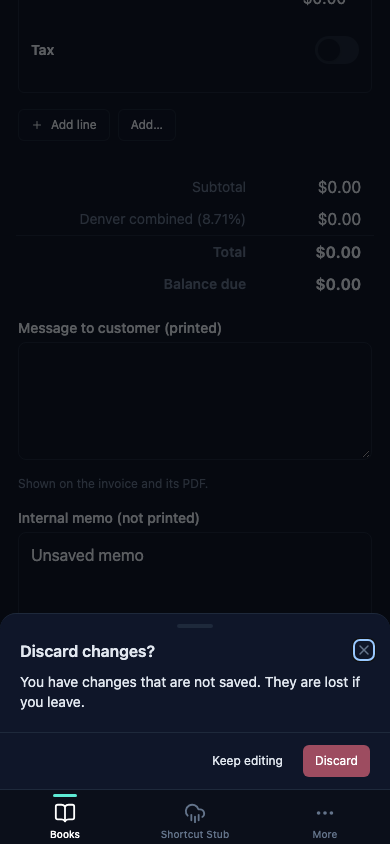 $0.00
Tax
+ Add line
Add...
Subtotal $0.00
Denver combined (8.71%) $0.00
Total $0.00
Balance due $0.00
Message to customer (printed)
Shown on the invoice and its PDF.
Internal memo (not printed)
Unsaved memo
Discard changes?
You have changes that are not saved. They are lost if
you leave.
Keep editing
Discard
Books
Shortcut Stub
More